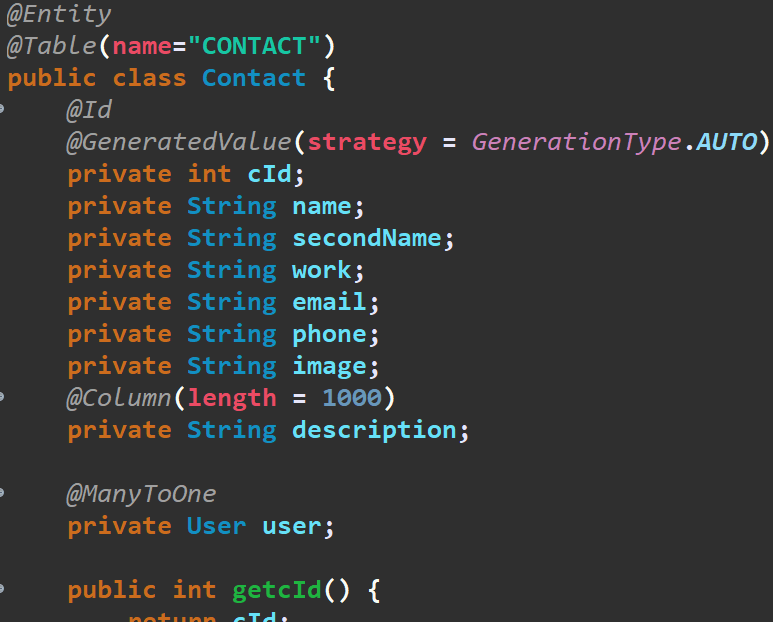 @Entity
@Table(name="CONTACT")
public class Contact {
@Id
@GeneratedValue(strategy = GenerationType.AUTO)
private int cId;
private String name;
private String secondName;
private String work;
private String email;
private String phone;
private String image;
@Column(length = 1000)
private String description;
@ManyToOne
private User user;
public int getcId() {
return cId;